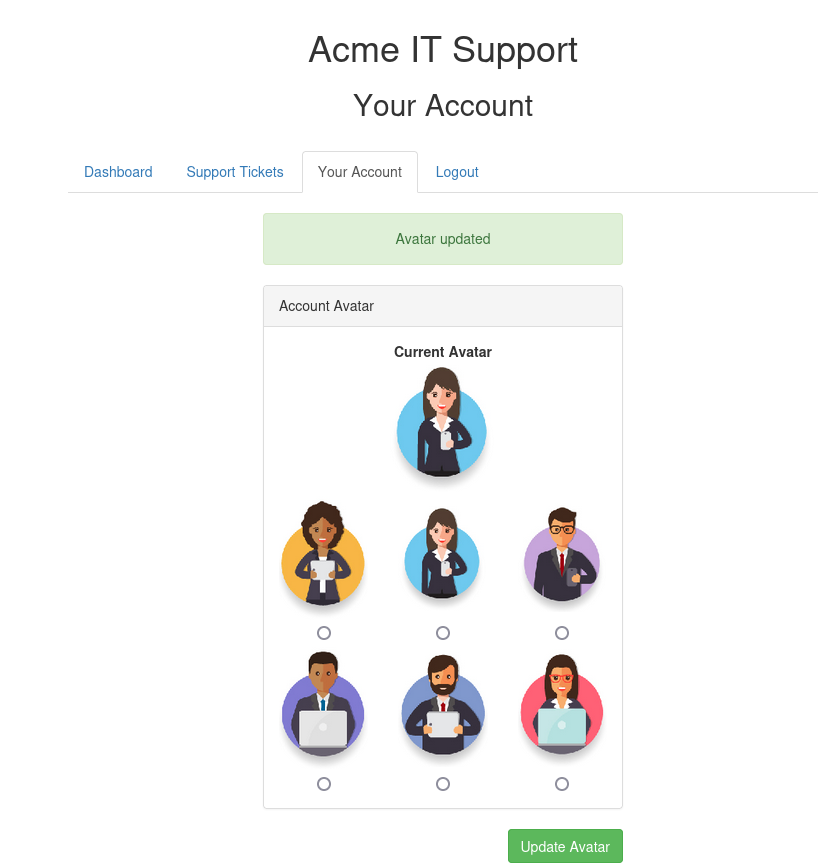 Acme IT Support
Your Account
Dashboard Support Tickets Your Account Logout
Avatar updated
Account Avatar
Current Avatar
Update Avatar